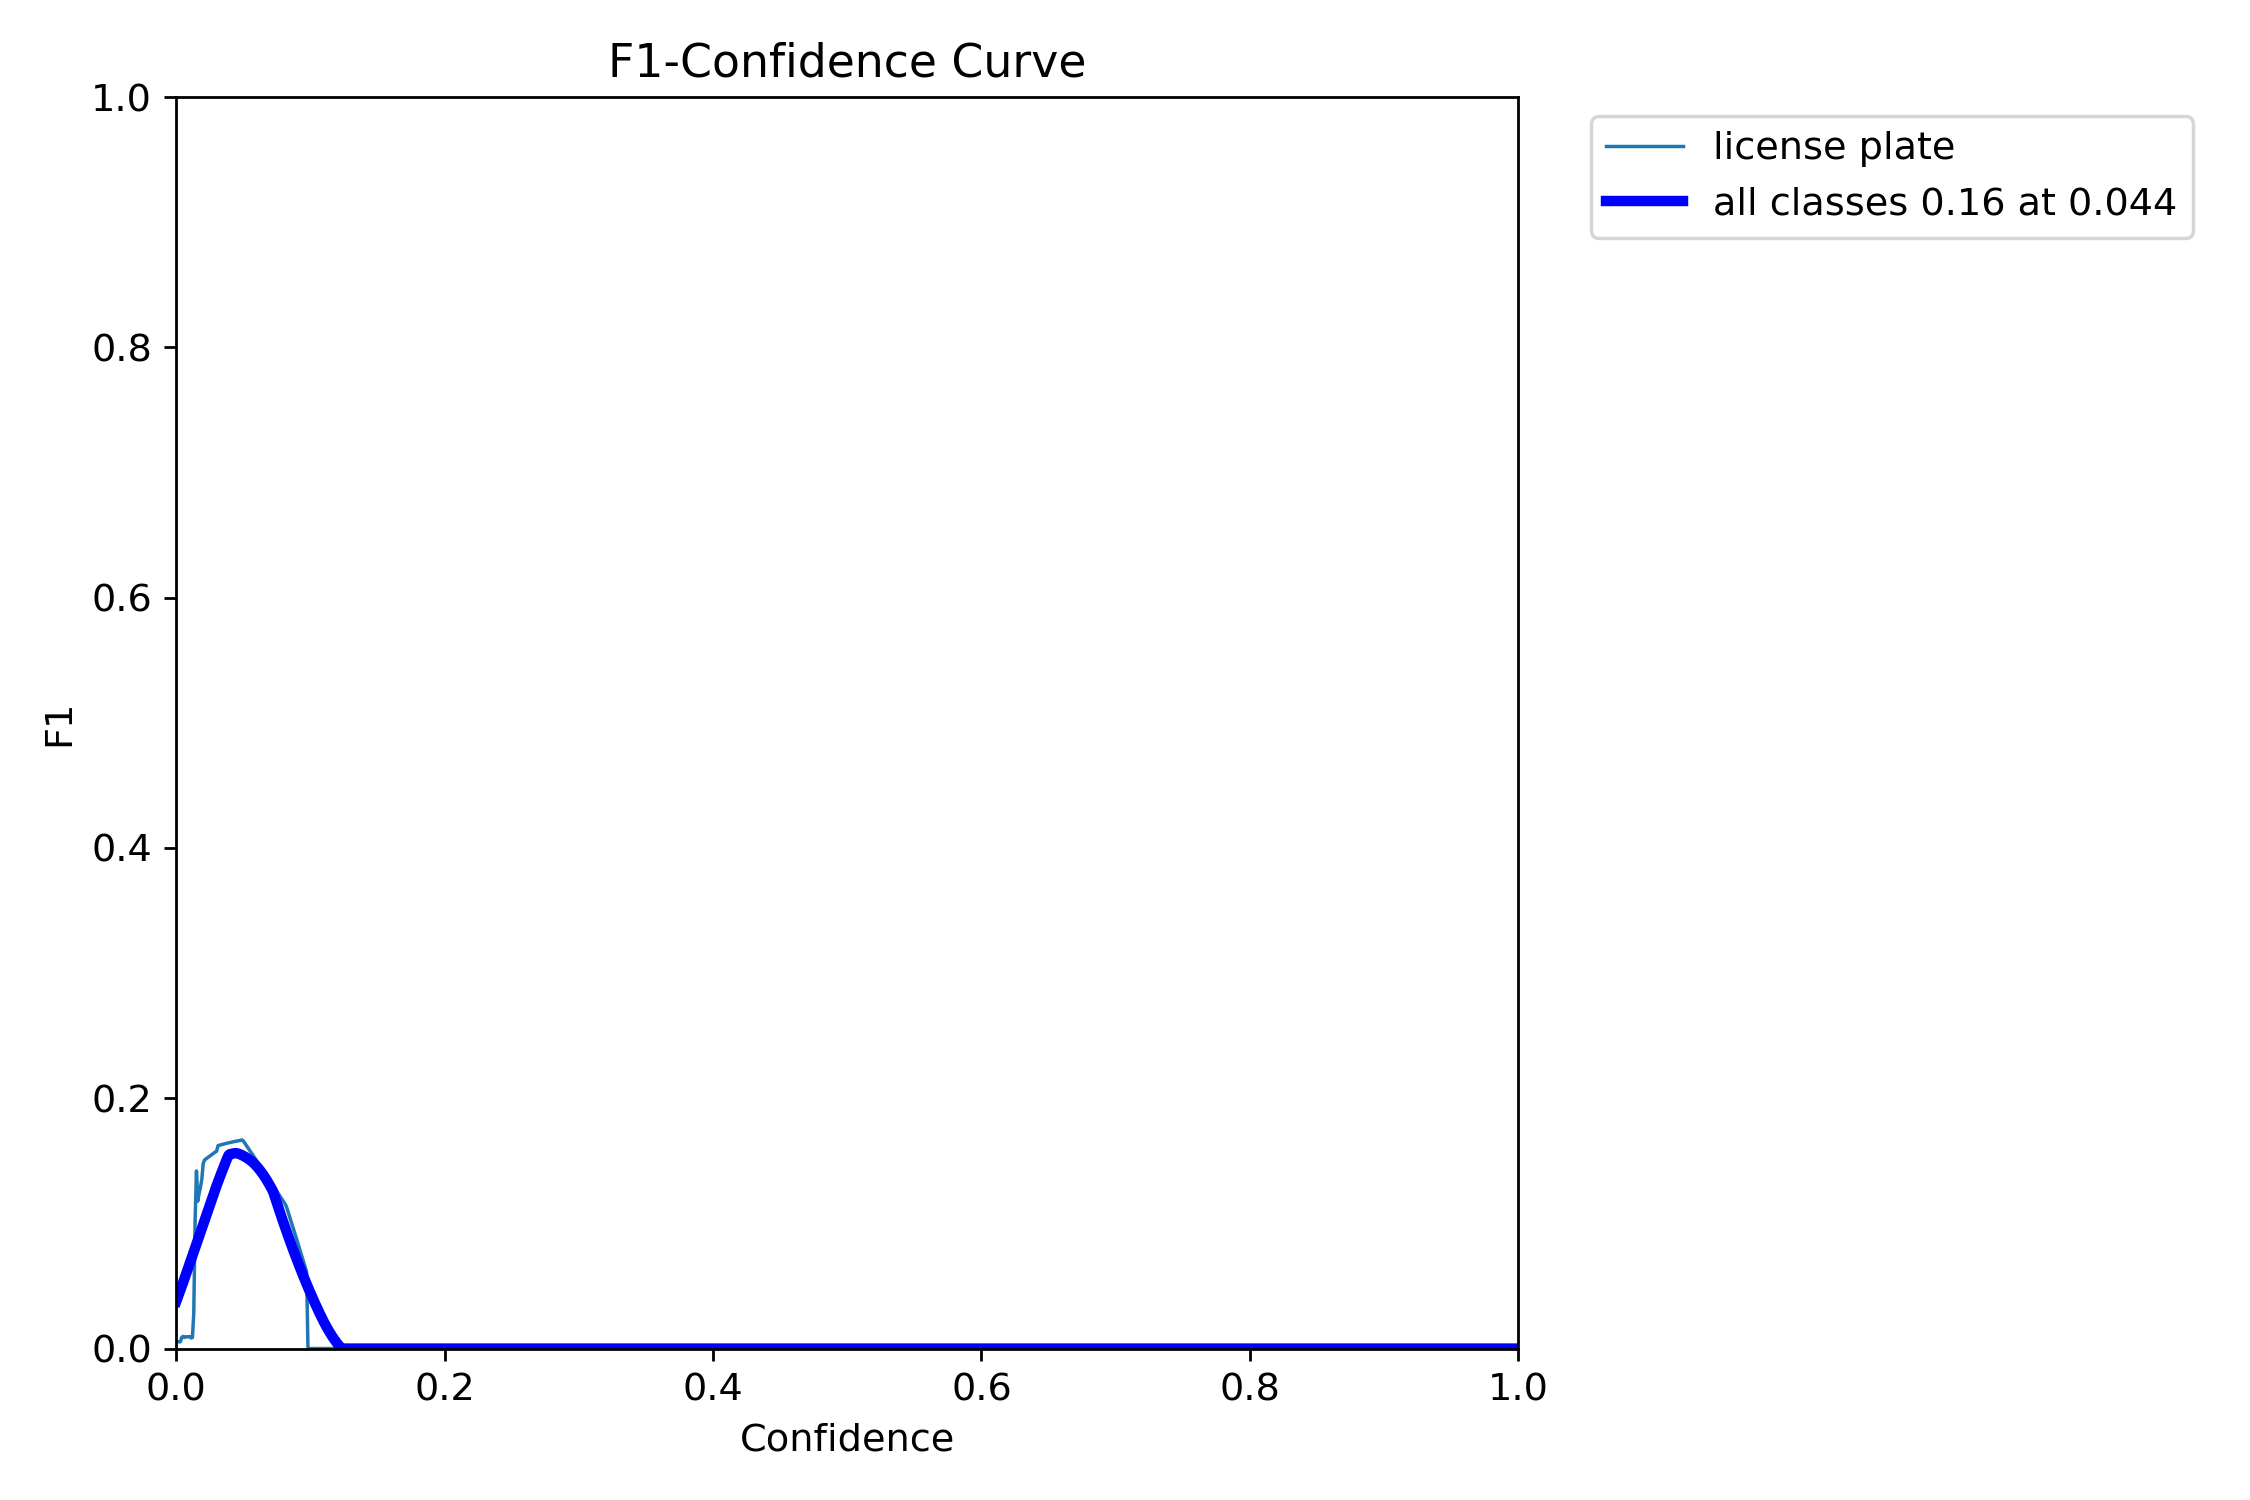 F1-Confidence Curve
1.0
0.8
0.6
0.4
0.2
0.0
F1
0.0 0.2 0.4 0.6 0.8 1.0
Confidence
license plate
all classes 0.16 at 0.044